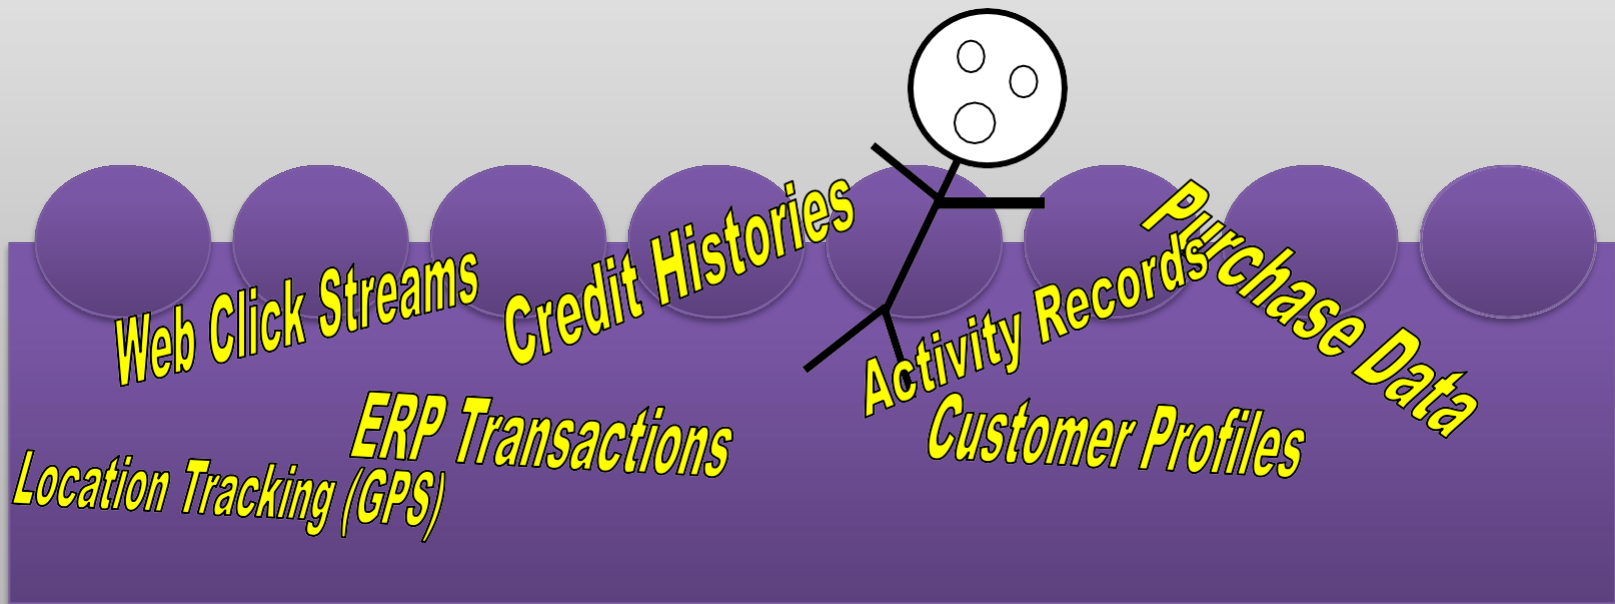 Web Click Streams
Credit Histories
Activity Records
Purchase Data
ERP Transactions
Customer Profiles
Location Tracking (GPS)